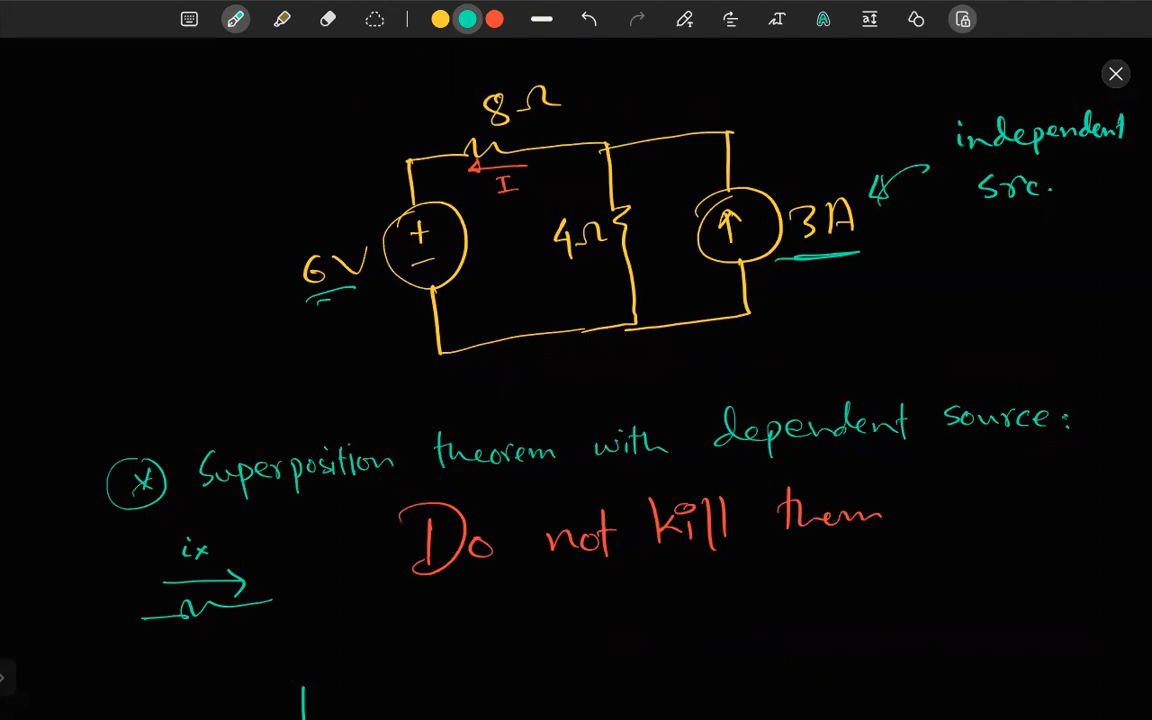 8Ω
independent
src.
I
+
-
6V
4Ω
3A
* Superposition theorem with dependent source:
Do not kill them
ix